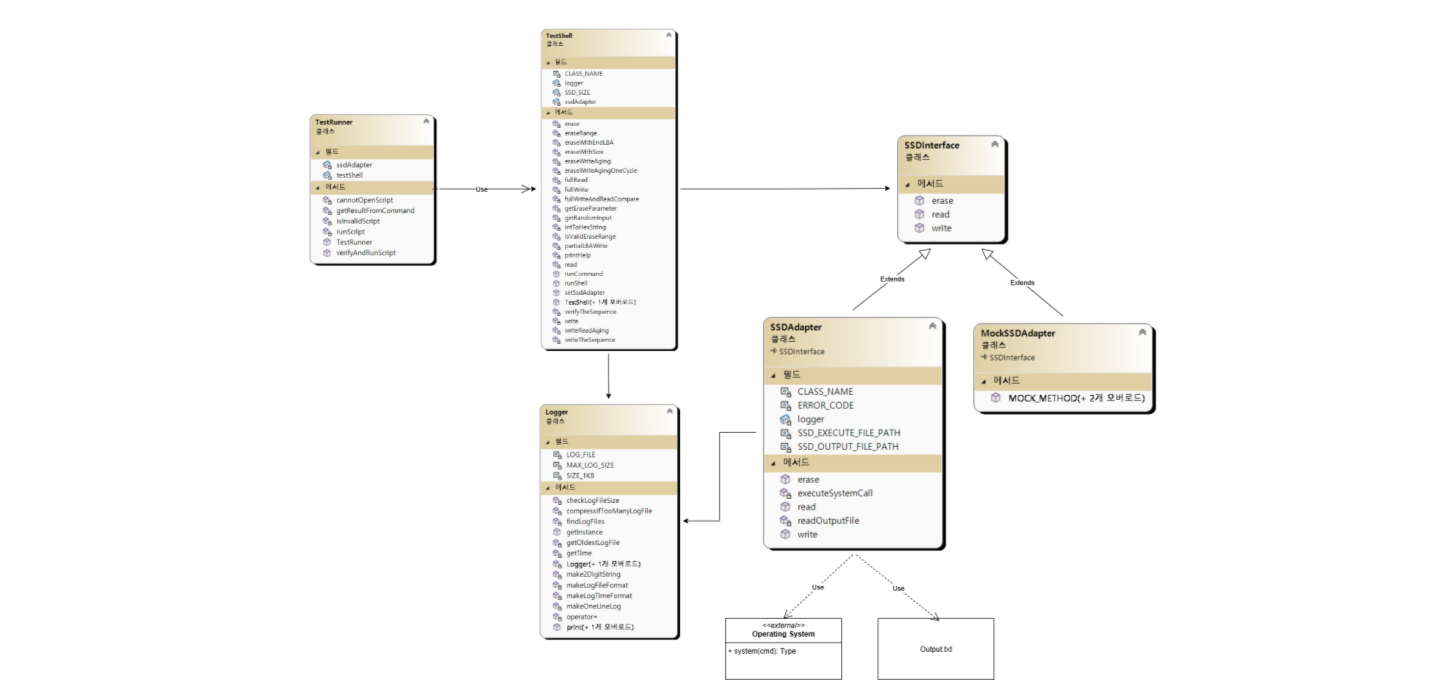 TestRunner
클래스
필드
ssdAdapter
testShell
메서드
cannotOpenScript
getResultFromCommand
isInvalidScript
runScript
TestRunner
verifyAndRunScript
Use
TestShell
클래스
필드
CLASS_NAME
logger
SSD_SIZE
ssdAdapter
메서드
erase
eraseRange
eraseWithEndLBA
eraseWithSize
eraseWriteAging
eraseWriteAgingOneCycle
fullRead
fullWrite
fullWriteAndReadCompare
getEraseParameter
getRandomInput
intToHexString
isValidEraseRange
partialLBAWrite
printHelp
read
runCommand
runShell
setSsdAdapter
TestShell(+ 1개 오버로드)
verifyTheSequence
write
writeReadAging
writeTheSequence
Logger
클래스
필드
LOG_FILE
MAX_LOG_SIZE
SIZE_1KB
메서드
checkLogFileSize
compressIfTooManyLogFile
findLogFiles
getInstance
getOldestLogFile
getTime
Logger(+ 1개 오버로드)
make2DigitString
makeLogFileFormat
makeLogTimeFormat
makeOneLineLog
operator=
print(+ 1개 오버로드)
SSDInterface
클래스
메서드
erase
read
write
Extends
Extends
SSDAdapter
클래스
SSDInterface
필드
CLASS_NAME
ERROR_CODE
logger
SSD_EXECUTE_FILE_PATH
SSD_OUTPUT_FILE_PATH
메서드
erase
executeSystemCall
read
readOutputFile
write
MockSSDAdapter
클래스
SSDInterface
메서드
MOCK_METHOD(+ 2개 오버로드)
Use
Use
<<external>>
Operating System
+ system(cmd): Type
Output.txt